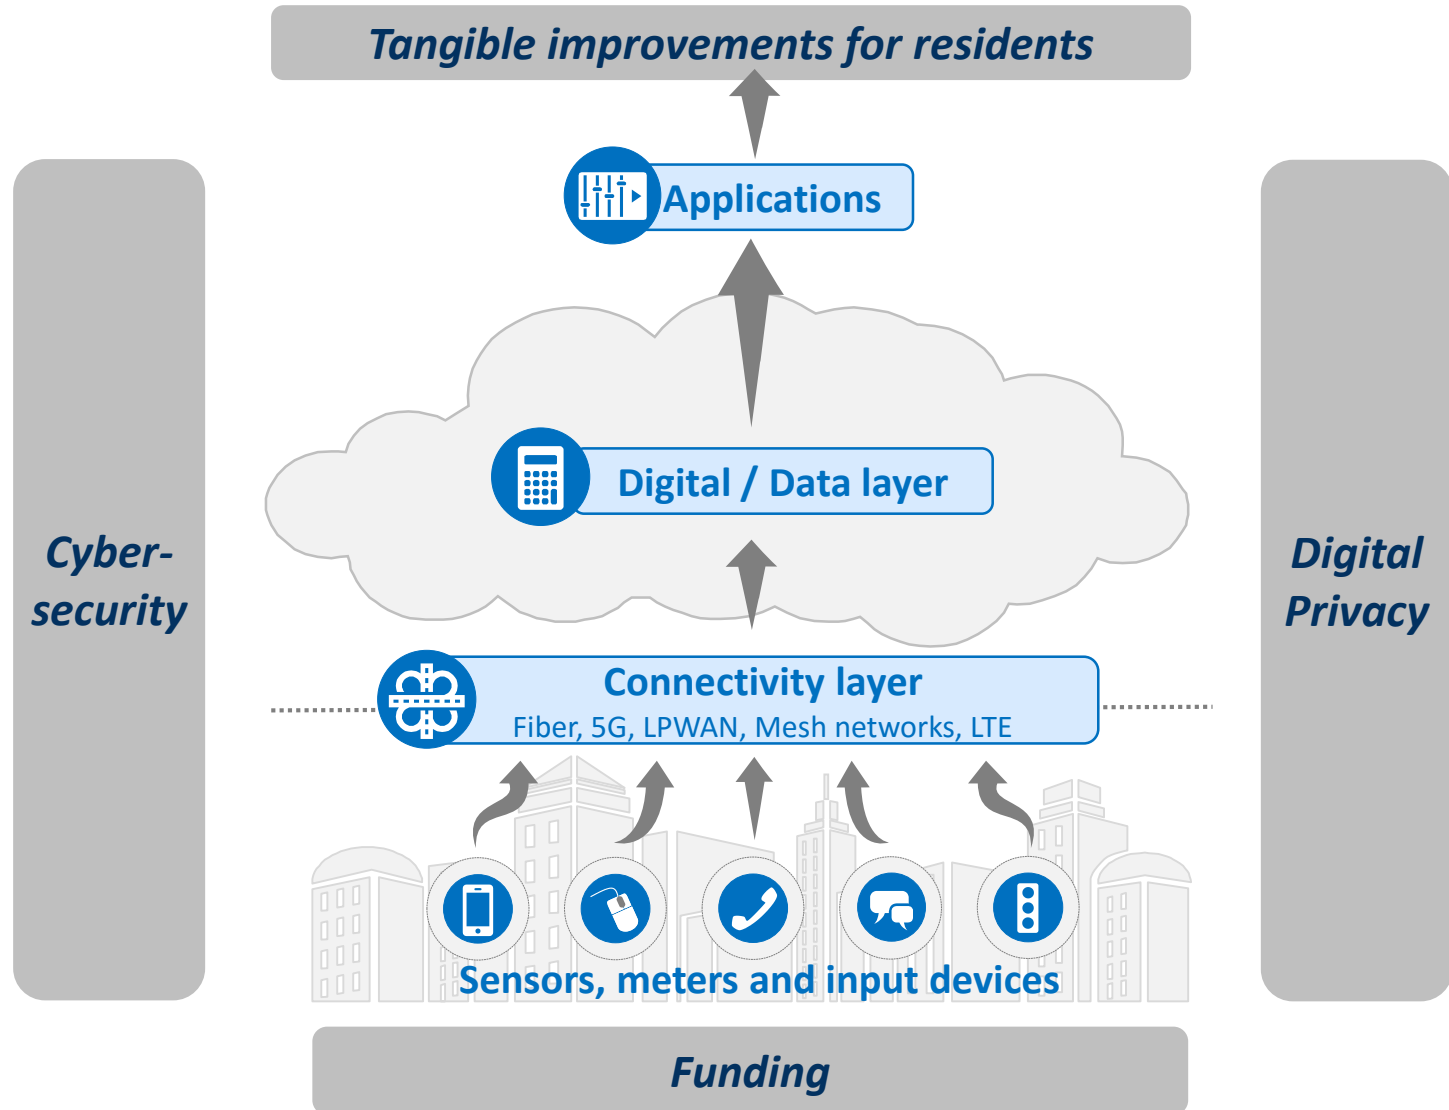 Tangible improvements for residents
Applications
Digital / Data layer
Cyber-
security
Digital
Privacy
Connectivity layer
Fiber, 5G, LPWAN, Mesh networks, LTE
Sensors, meters and input devices
Funding